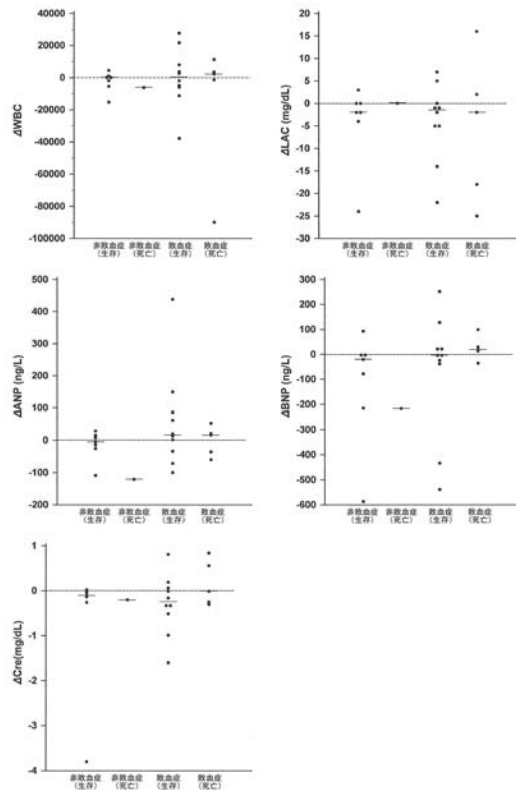 40000
20000
0
-20000
-40000
-60000
-80000
-100000
ΔWBC
非敗血症 非敗血症 敗血症 敗血症
(生存) (死亡) (生存) (死亡)
20
15
10
5
0
-5
-10
-15
-20
-25
-30
ΔLAC (mg/dL)
非敗血症 非敗血症 敗血症 敗血症
(生存) (死亡) (生存) (死亡)
500
400
300
200
100
0
-100
-200
ΔANP (ng/L)
非敗血症 非敗血症 敗血症 敗血症
(生存) (死亡) (生存) (死亡)
300
200
100
0
-100
-200
-300
-400
-500
-600
ΔBNP (ng/L)
非敗血症 非敗血症 敗血症 敗血症
(生存) (死亡) (生存) (死亡)
1
0
-1
-2
-3
-4
ΔCre(mg/dL)
非敗血症 非敗血症 敗血症 敗血症
(生存) (死亡) (生存) (死亡)